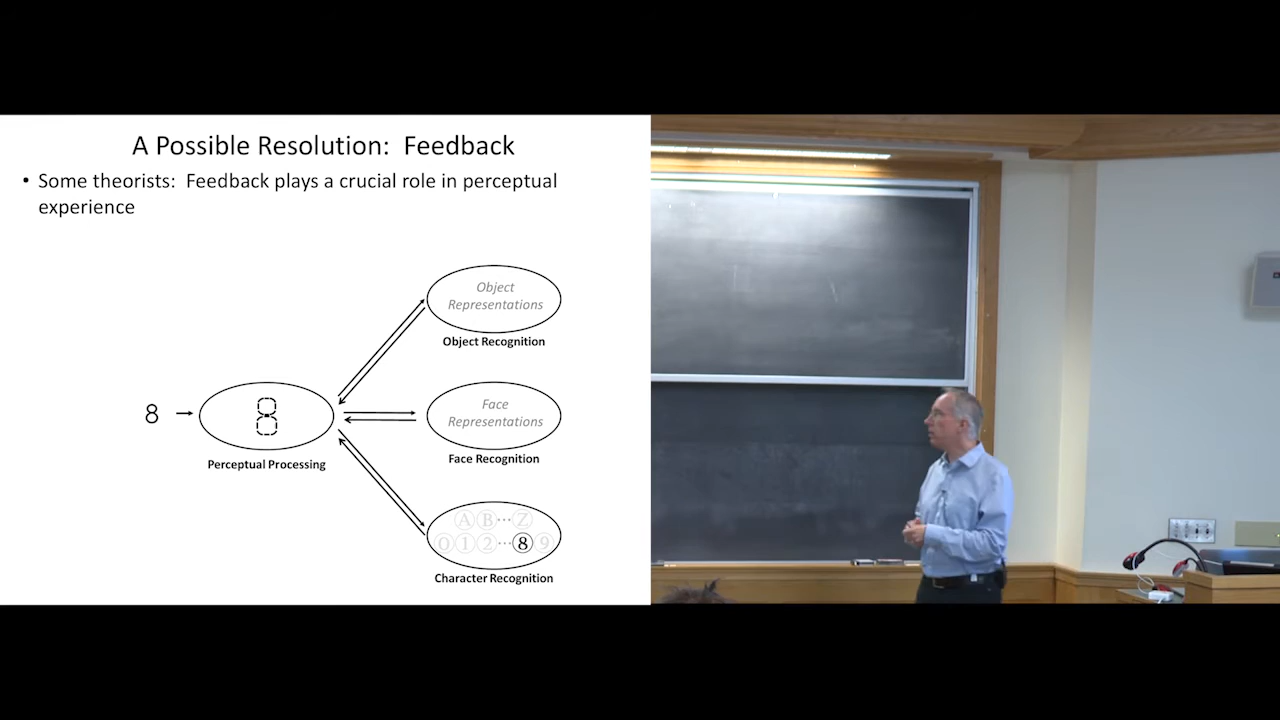 A Possible Resolution: Feedback
• Some theorists: Feedback plays a crucial role in perceptual
experience
Object
Representations
Object Recognition
8
8
Perceptual Processing
Face
Representations
Face Recognition
A B ... Z
0 1 2 ... 8 9
Character Recognition